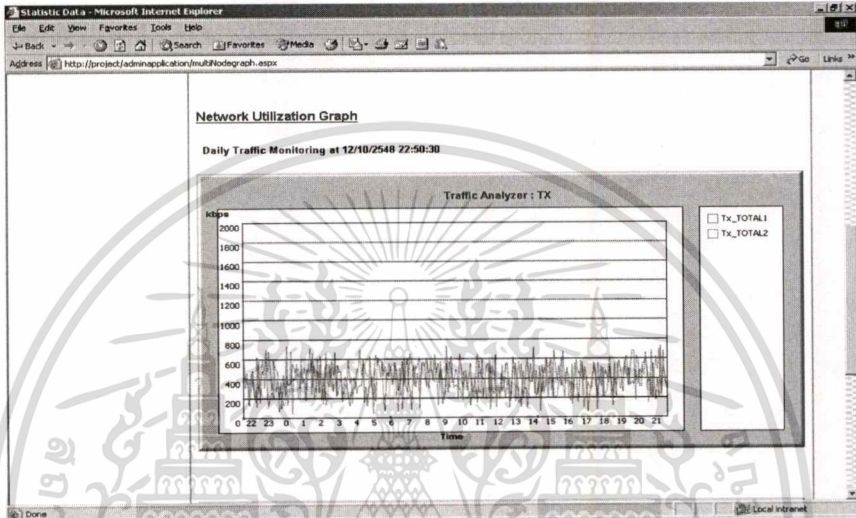 Statistic Data - Microsoft Internet Explorer
File Edit View Favorites Tools Help
Back Search Favorites Media
Address http://project/adminapplication/multiNodegraph.aspx Go Links »
Network Utilization Graph
Daily Traffic Monitoring at 12/10/2548 22:50:30
Traffic Analyzer : TX
kbps
2000
1800
1600
1400
1200
1000
800
600
400
200
0
22 23 0 1 2 3 4 5 6 7 8 9 10 11 12 13 14 15 16 17 18 19 20 21
Time
Tx_TOTAL1
Tx_TOTAL2
Done Local intranet